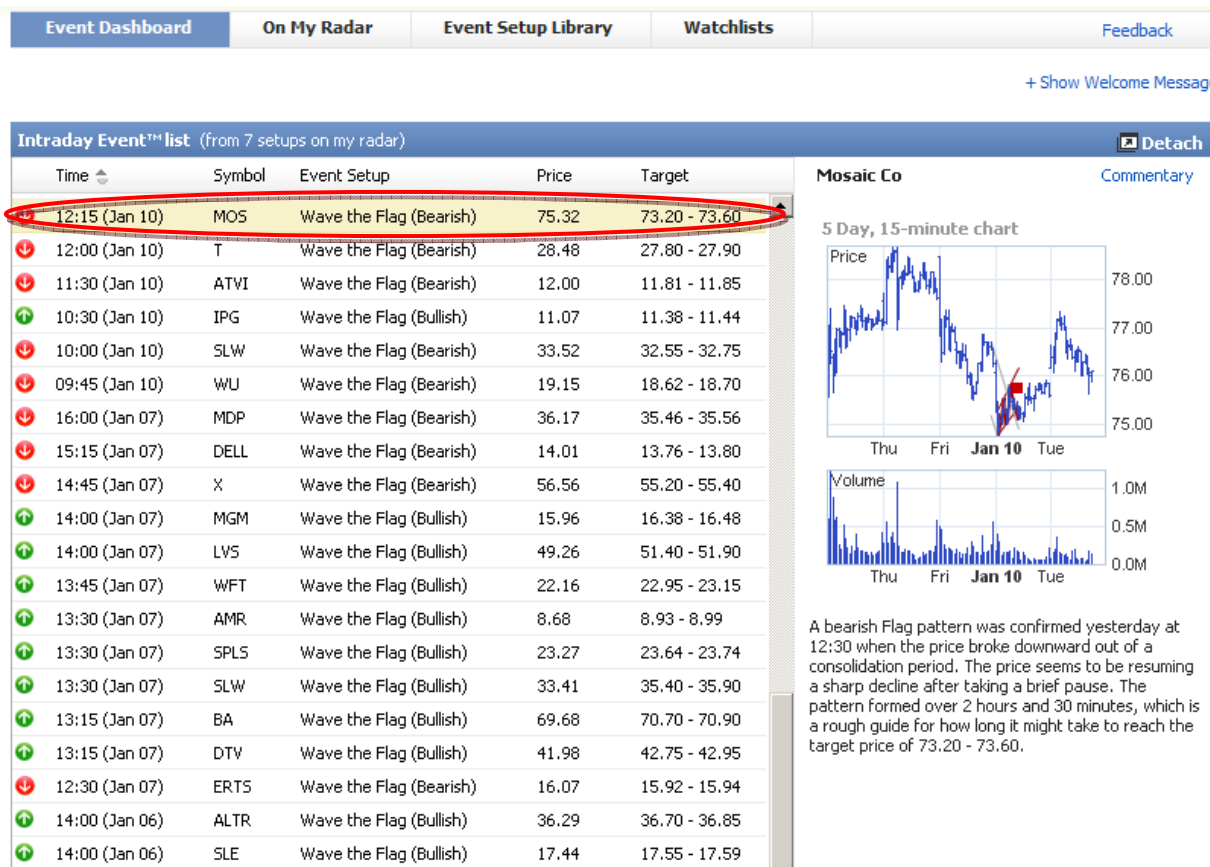 Event Dashboard On My Radar Event Setup Library Watchlists Feedback
+ Show Welcome Messag
Intraday Event™ list (from 7 setups on my radar) Detach
Time Symbol Event Setup Price Target
12:15 (Jan 10) MOS Wave the Flag (Bearish) 75.32 73.20 - 73.60
12:00 (Jan 10) T Wave the Flag (Bearish) 28.48 27.80 - 27.90
11:30 (Jan 10) ATVI Wave the Flag (Bearish) 12.00 11.81 - 11.85
10:30 (Jan 10) IPG Wave the Flag (Bullish) 11.07 11.38 - 11.44
10:00 (Jan 10) SLW Wave the Flag (Bearish) 33.52 32.55 - 32.75
09:45 (Jan 10) WU Wave the Flag (Bearish) 19.15 18.62 - 18.70
16:00 (Jan 07) MDP Wave the Flag (Bearish) 36.17 35.46 - 35.56
15:15 (Jan 07) DELL Wave the Flag (Bearish) 14.01 13.76 - 13.80
14:45 (Jan 07) X Wave the Flag (Bearish) 56.56 55.20 - 55.40
14:00 (Jan 07) MGM Wave the Flag (Bullish) 15.96 16.38 - 16.48
14:00 (Jan 07) LVS Wave the Flag (Bullish) 49.26 51.40 - 51.90
13:45 (Jan 07) WFT Wave the Flag (Bullish) 22.16 22.95 - 23.15
13:30 (Jan 07) AMR Wave the Flag (Bullish) 8.68 8.93 - 8.99
13:30 (Jan 07) SPLS Wave the Flag (Bullish) 23.27 23.64 - 23.74
13:30 (Jan 07) SLW Wave the Flag (Bullish) 33.41 35.40 - 35.90
13:15 (Jan 07) BA Wave the Flag (Bullish) 69.68 70.70 - 70.90
13:15 (Jan 07) DTV Wave the Flag (Bullish) 41.98 42.75 - 42.95
12:30 (Jan 07) ERTS Wave the Flag (Bearish) 16.07 15.92 - 15.94
14:00 (Jan 06) ALTR Wave the Flag (Bullish) 36.29 36.70 - 36.85
14:00 (Jan 06) SLE Wave the Flag (Bullish) 17.44 17.55 - 17.59
Mosaic Co Commentary
5 Day, 15-minute chart
Price
78.00
77.00
76.00
75.00
Thu Fri Jan 10 Tue
Volume
1.0M
0.5M
0.0M
Thu Fri Jan 10 Tue
A bearish Flag pattern was confirmed yesterday at
12:30 when the price broke downward out of a
consolidation period. The price seems to be resuming
a sharp decline after taking a brief pause. The
pattern formed over 2 hours and 30 minutes, which is
a rough guide for how long it might take to reach the
target price of 73.20 - 73.60.